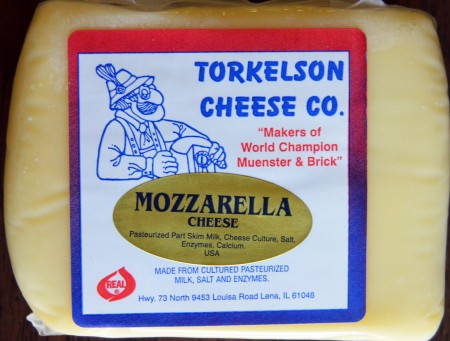 TORKELSON
CHEESE CO.
"Makers of
World Champion
Muenster & Brick"
MOZZARELLA
CHEESE
Pasteurized Part Skim Milk, Cheese Culture, Salt,
Enzymes, Calcium.
USA
MADE FROM CULTURED PASTEURIZED
MILK, SALT AND ENZYMES.
REAL
Hwy. 73 North 9453 Louisa Road Lena, IL 61048